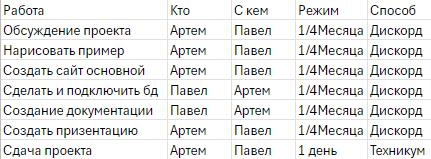 Работа Кто С кем Режим Способ
Обсуждение проекта Артем Павел 1/4Месяца Дискорд
Нарисовать пример Артем Павел 1/4Месяца Дискорд
Создать сайт основной Артем Павел 1/4Месяца Дискорд
Сделать и подключить бд Павел Артем 1/4Месяца Дискорд
Создание документации Павел Артем 1/4Месяца Дискорд
Создать призентацию Артем Павел 1/4Месяца Дискорд
Сдача проекта Артем Павел 1 день Техникум